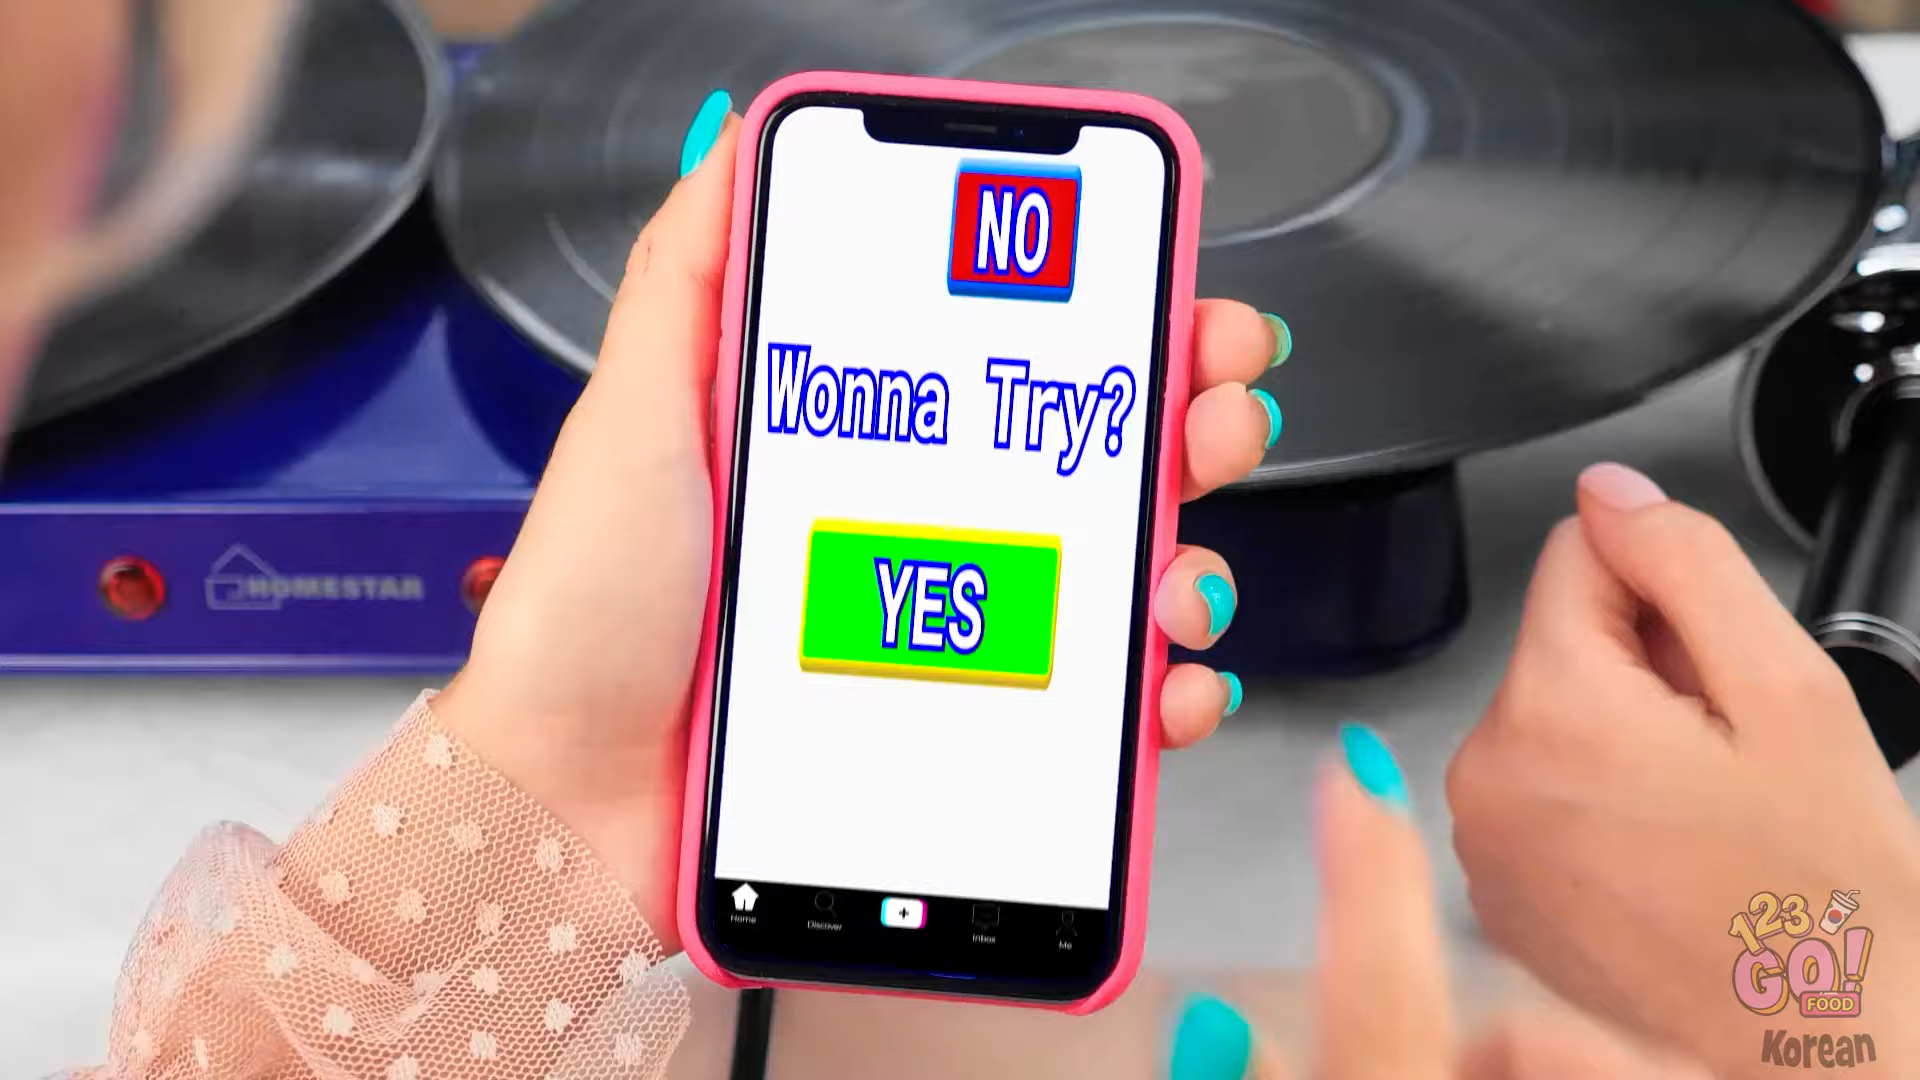 NO
Wonna Try?
YES
Home
Discover
Inbox
Me
HOMESTAR
123
GO!
FOOD
Korean